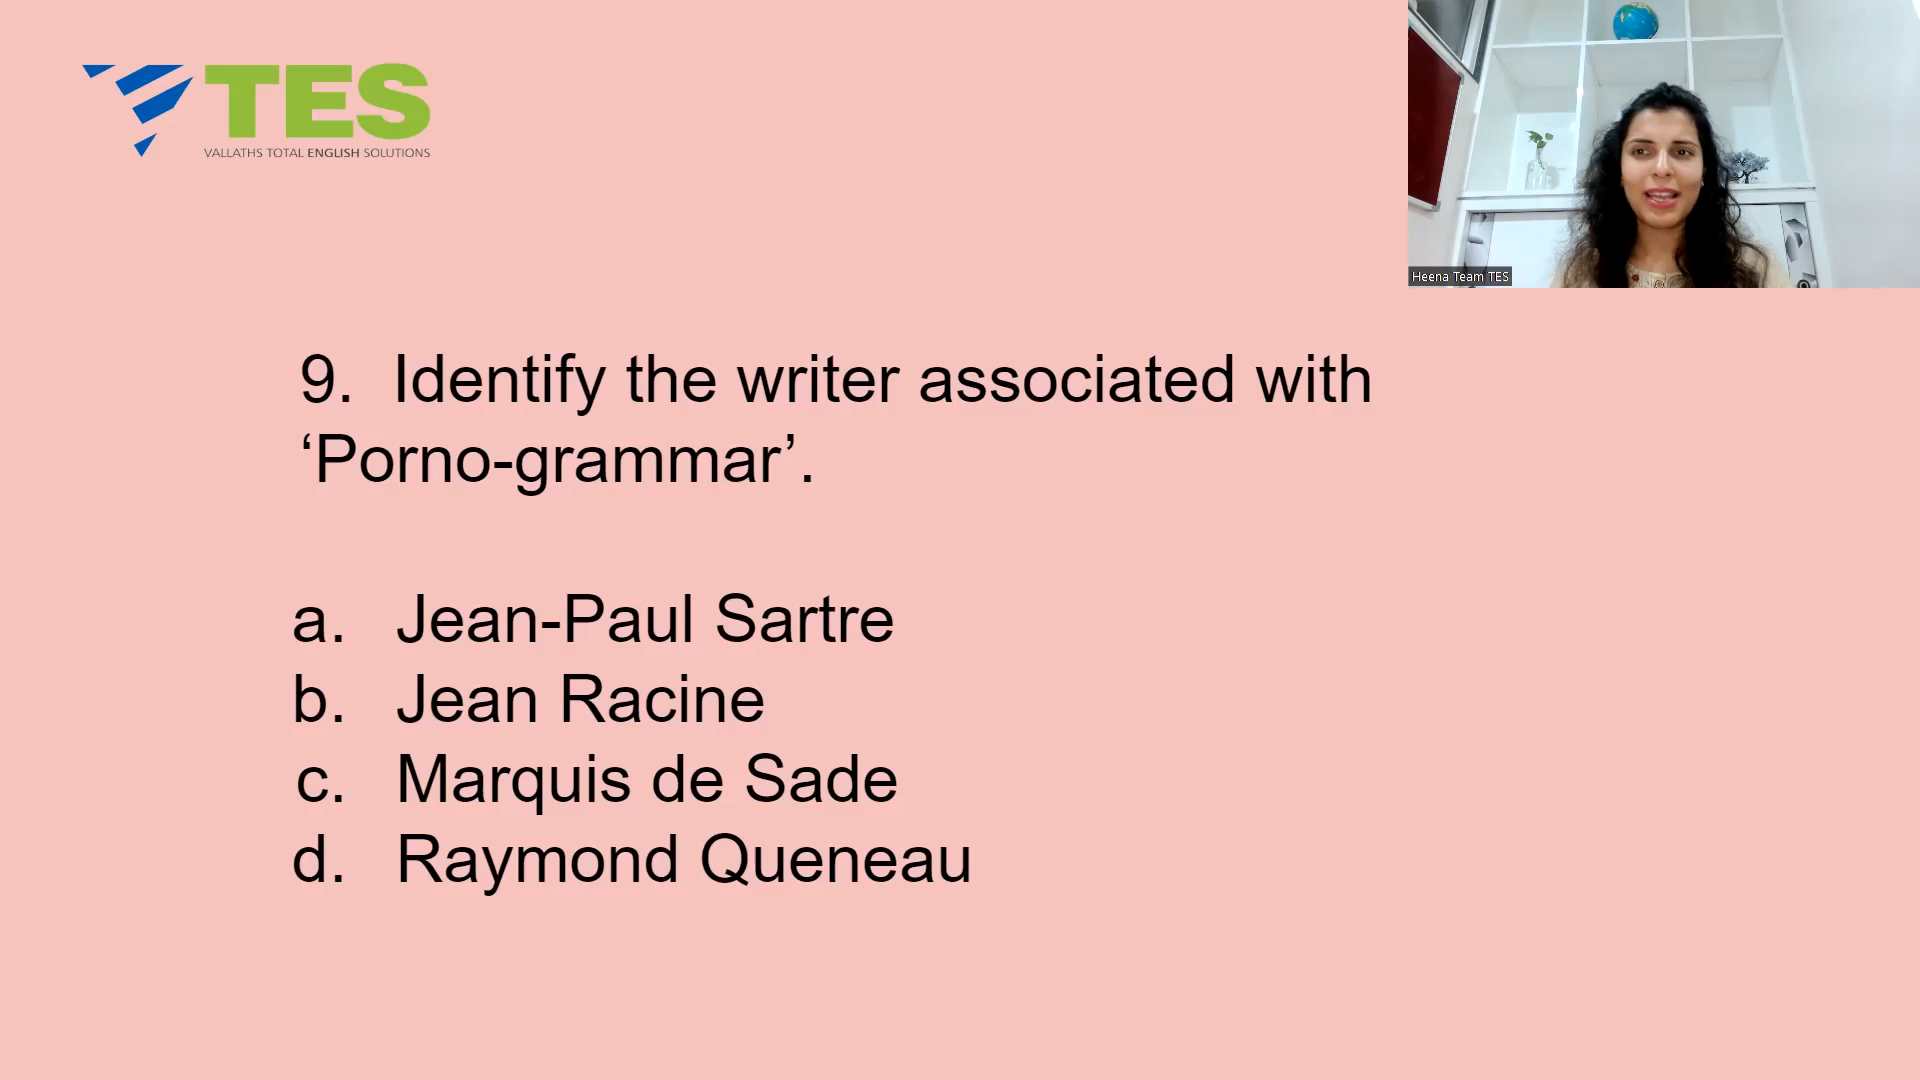 TES
VALLATHS TOTAL ENGLISH SOLUTIONS
Heena Team TES
9. Identify the writer associated with
‘Porno-grammar’.
a. Jean-Paul Sartre
b. Jean Racine
c. Marquis de Sade
d. Raymond Queneau